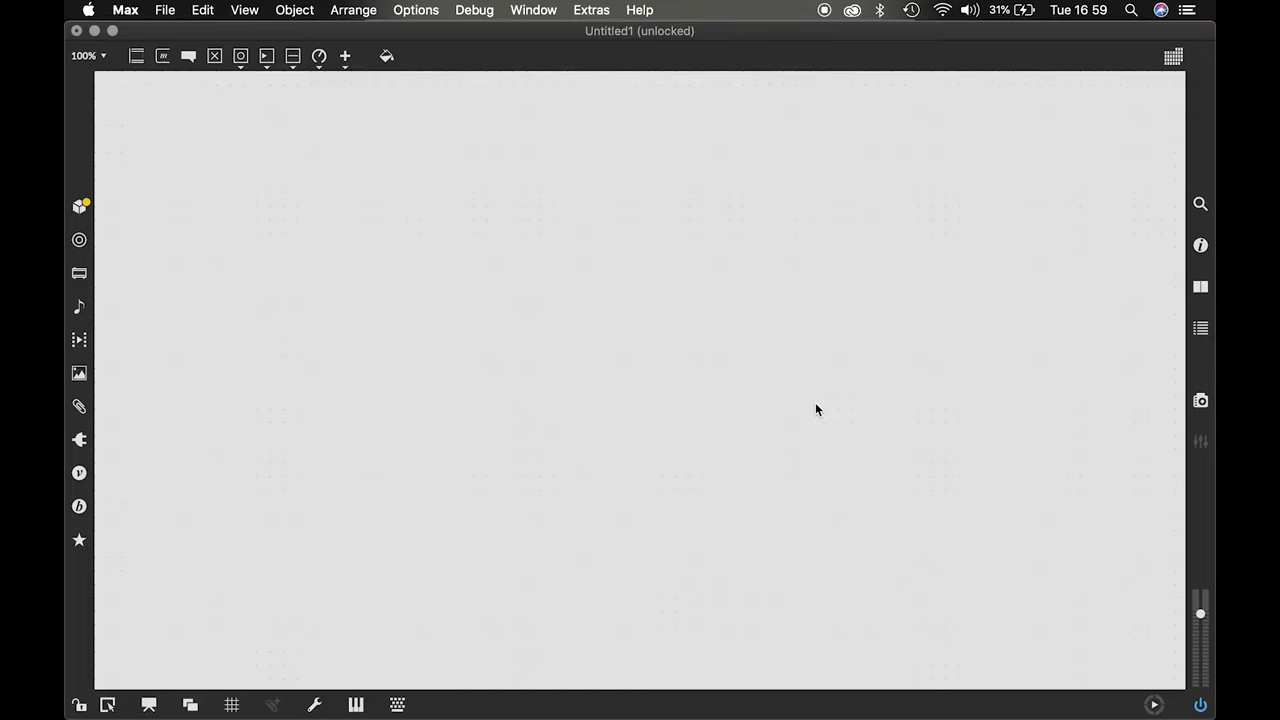 Max File Edit View Object Arrange Options Debug Window Extras Help 31% Tue 16 59
Untitled1 (unlocked)
100%